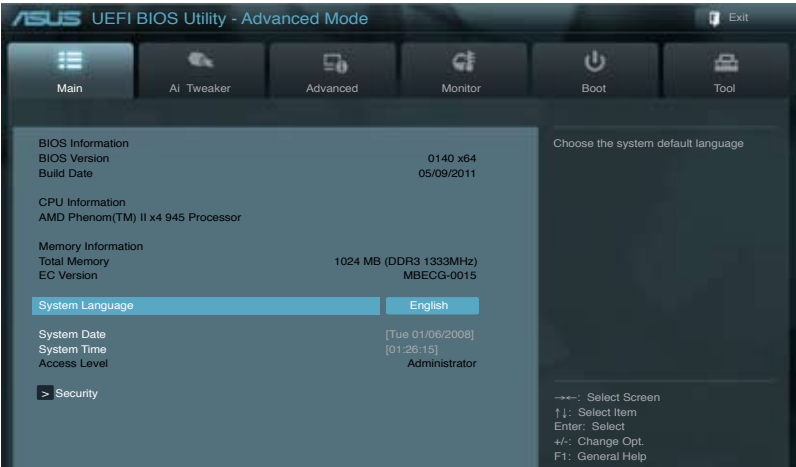 ASUS UEFI BIOS Utility - Advanced Mode
Exit
Main
Ai Tweaker
Advanced
Monitor
Boot
Tool
BIOS Information
BIOS Version 0140 x64
Build Date 05/09/2011
CPU Information
AMD Phenom(TM) II x4 945 Processor
Memory Information
Total Memory 1024 MB (DDR3 1333MHz)
EC Version MBECG-0015
System Language English
System Date [Tue 01/06/2008]
System Time [01:26:15]
Access Level Administrator
> Security
Choose the system default language
→←: Select Screen
↑↓: Select Item
Enter: Select
+/-: Change Opt.
F1: General Help